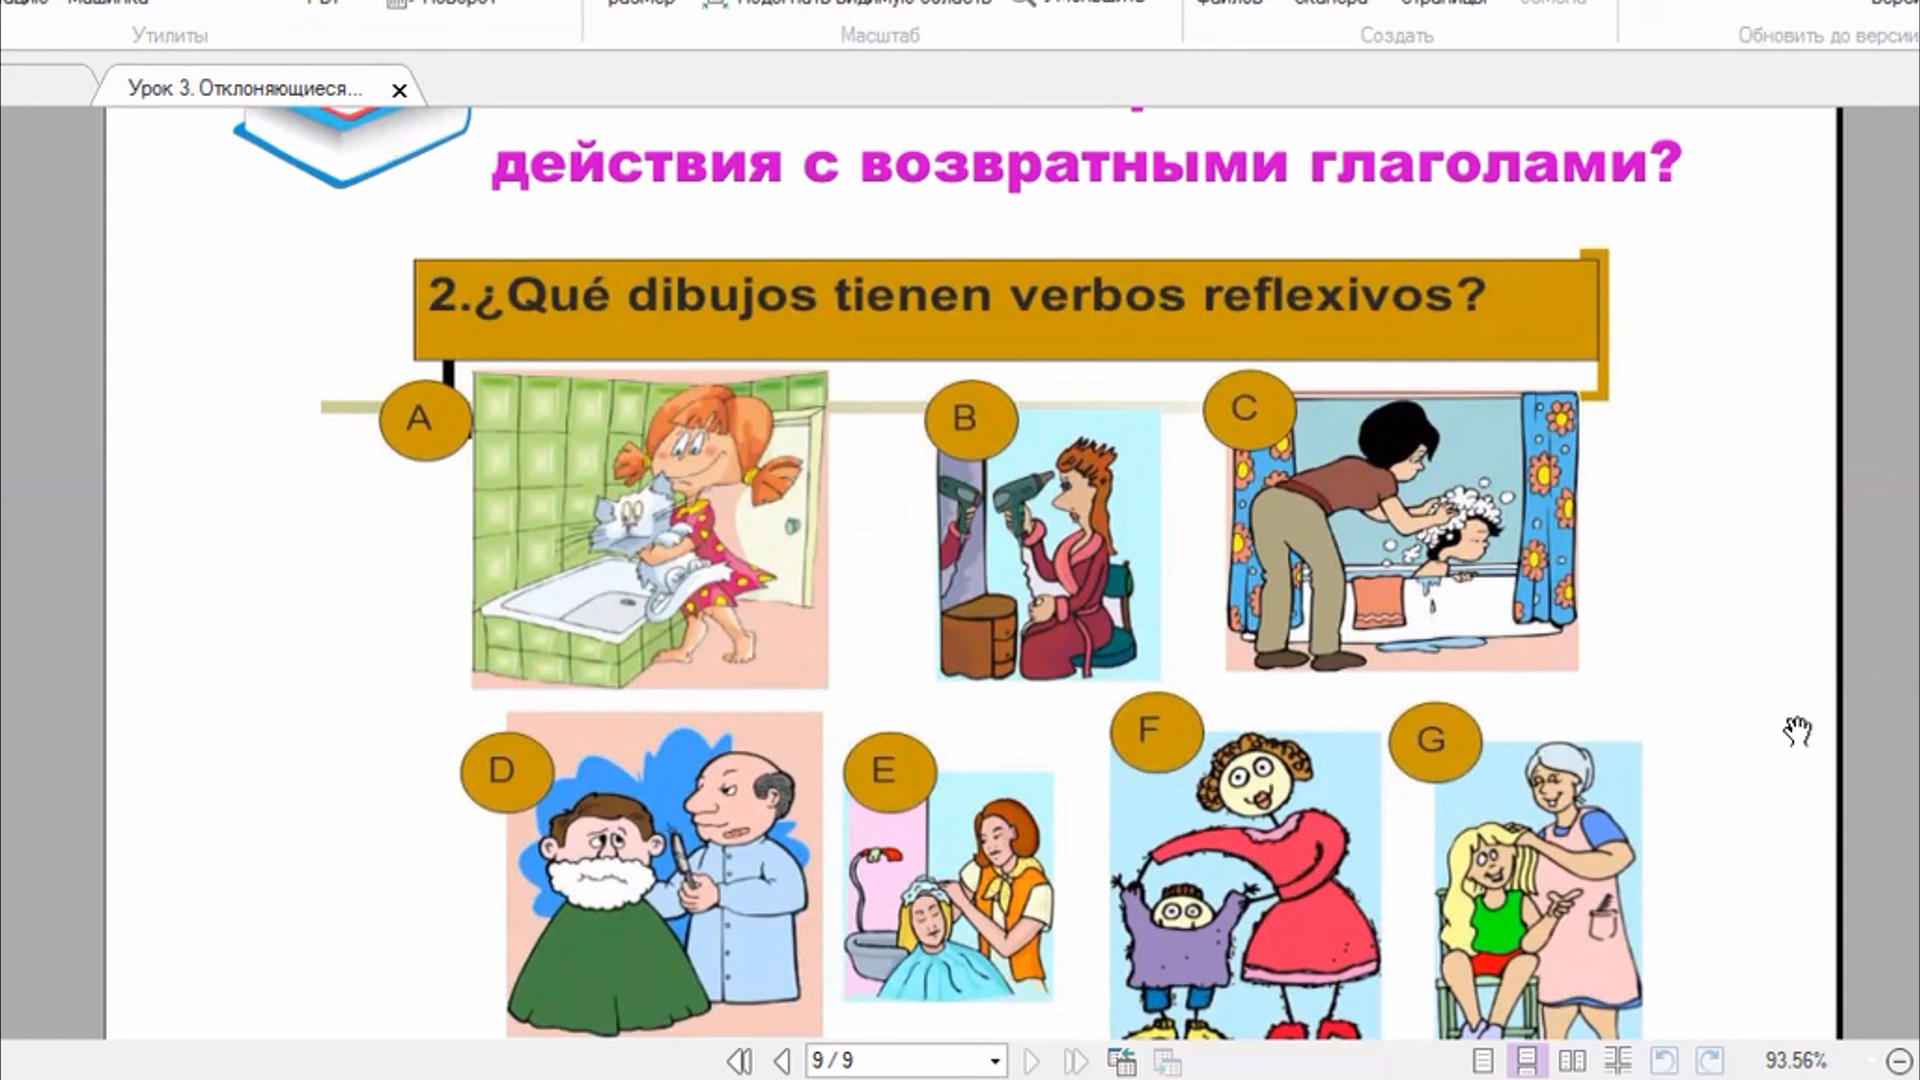 Утилиты
Масштаб
Создать
Обновить до версии
Урок 3. Отклоняющиеся...
действия с возвратными глаголами?
2.¿Qué dibujos tienen verbos reflexivos?
A
B
C
D
E
F
G
9 / 9
93.56%